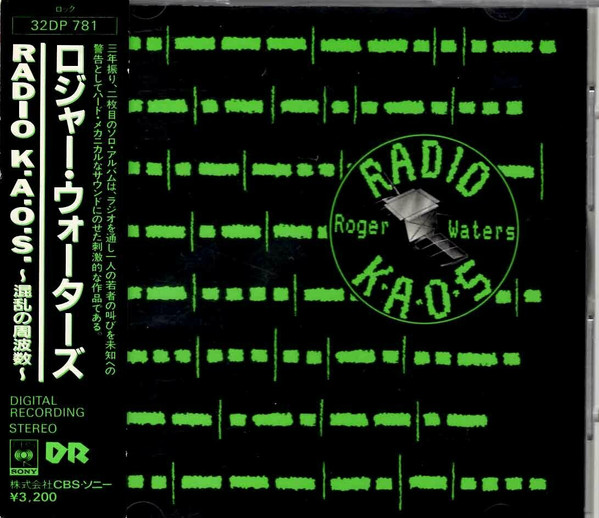 ロック
32DP 781
ロジャー・ウォーターズ
RADIO K.A.O.S. ～混乱の周波数～
三年振り、二枚目のソロ・アルバムは、ラジオを通し一人の若者の叫びを未知への
警告としてハード・メカニカルなサウンドにのせた刺激的な作品である。
DIGITAL
RECORDING
STEREO
SONY
DR
株式会社CBS・ソニー
¥3,200
RADIO
Roger Waters
K·A·O·S